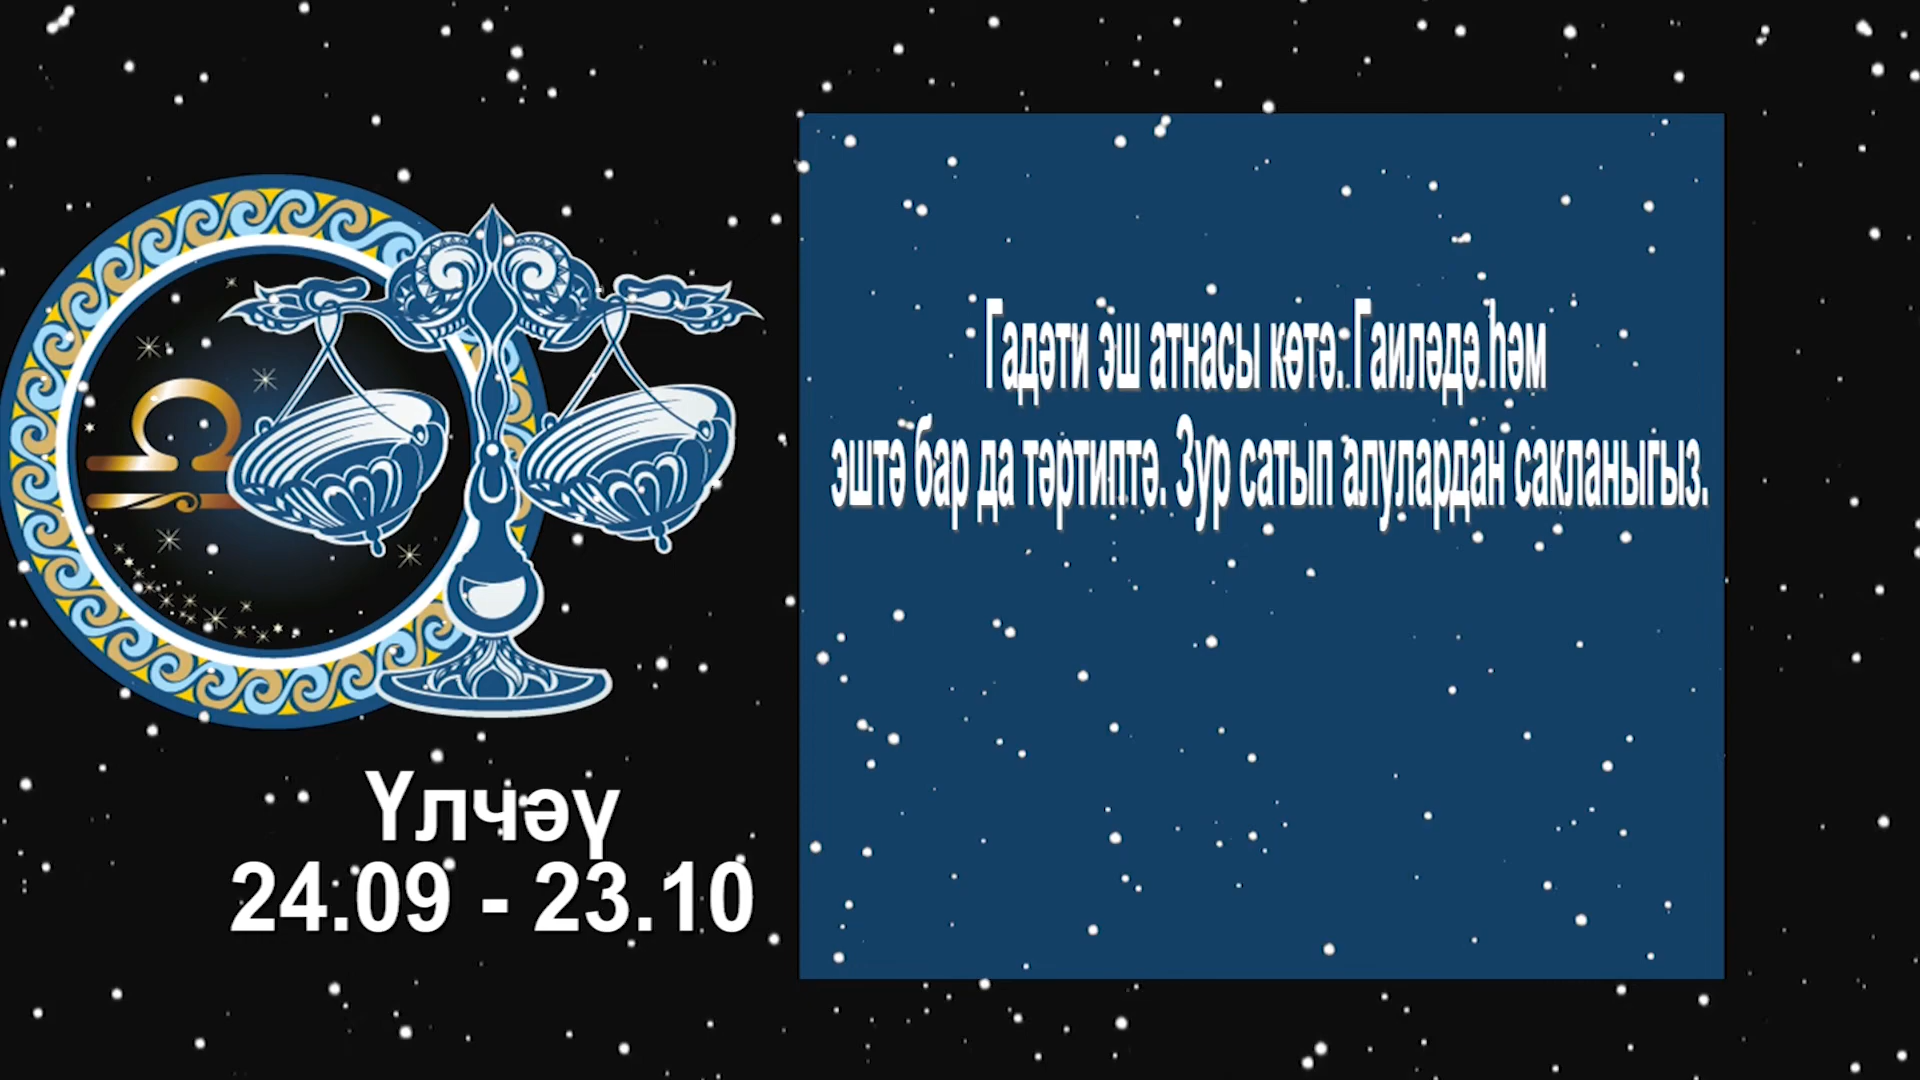 Гадәти эш атнасы көтә. Гаиләдә һәм
эштә бар да тәртиптә. Зур сатып алулардан сакланыгыз.
Үлчәү
24.09 - 23.10